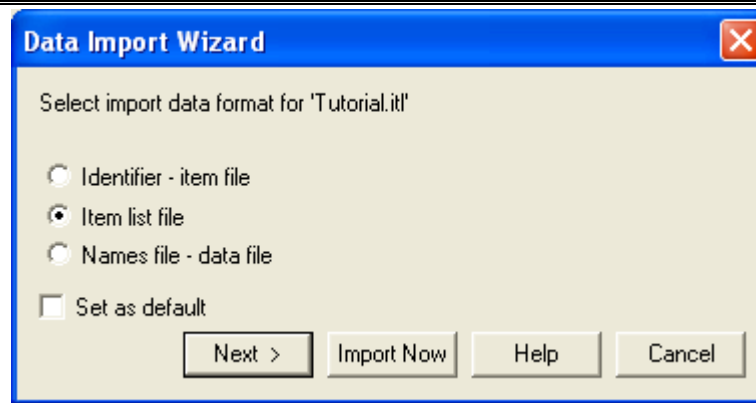 Data Import Wizard
Select import data format for 'Tutorial.itl'
Identifier - item file
Item list file
Names file - data file
Set as default
Next >
Import Now
Help
Cancel